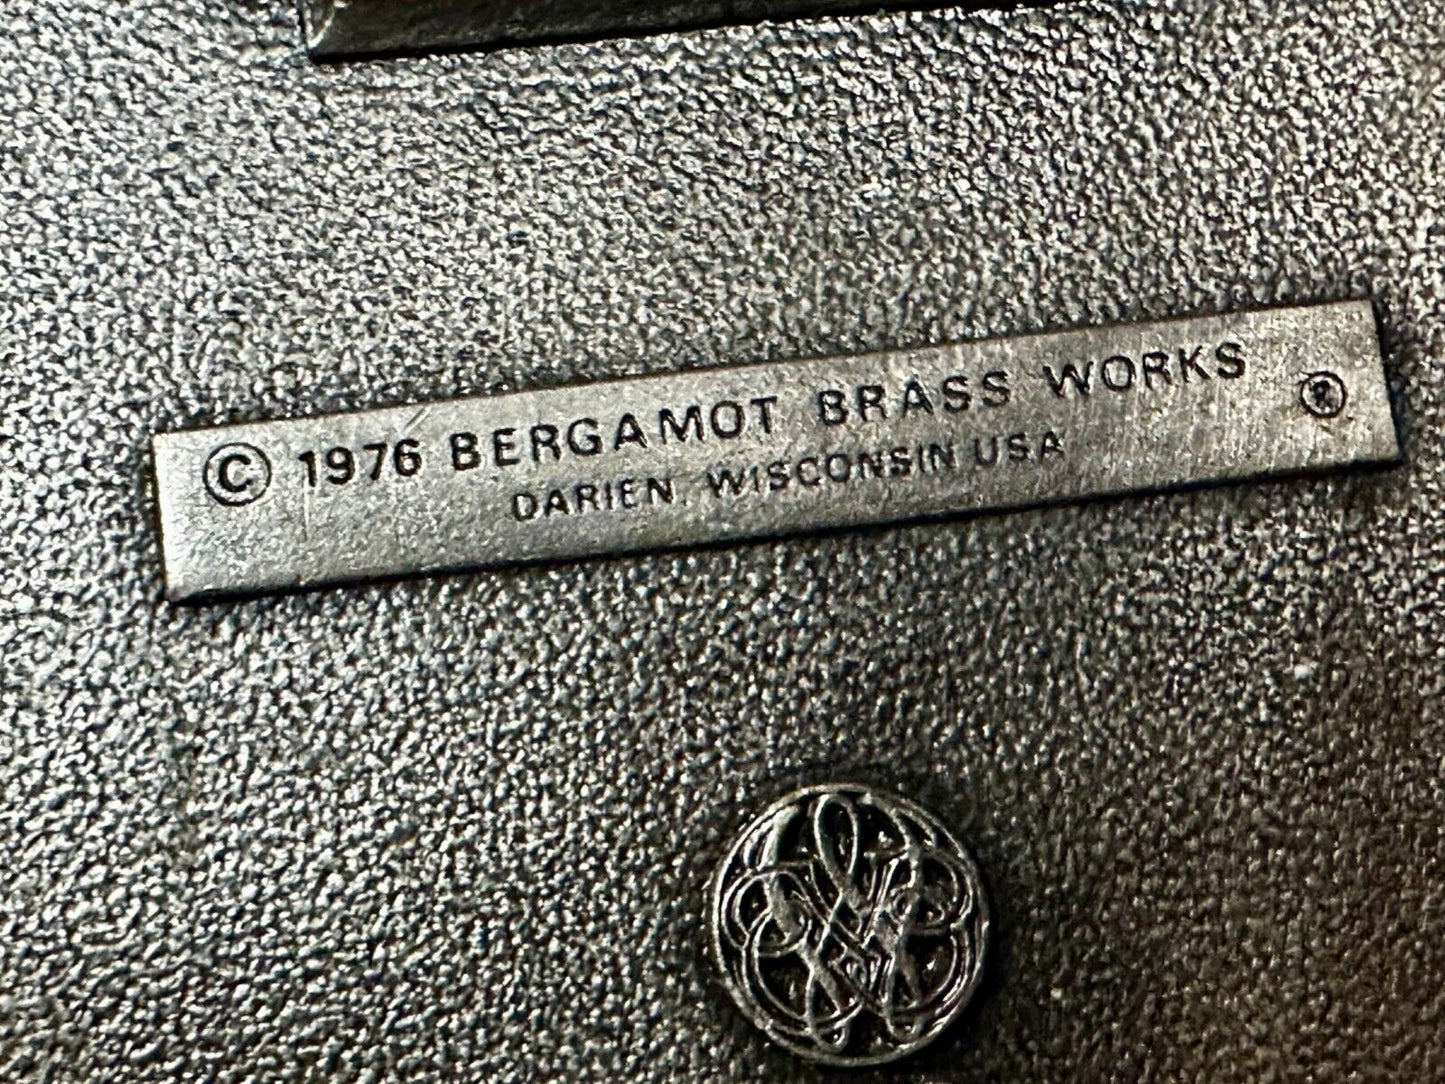 © 1976 BERGAMOT BRASS WORKS ®
DARIEN, WISCONSIN USA